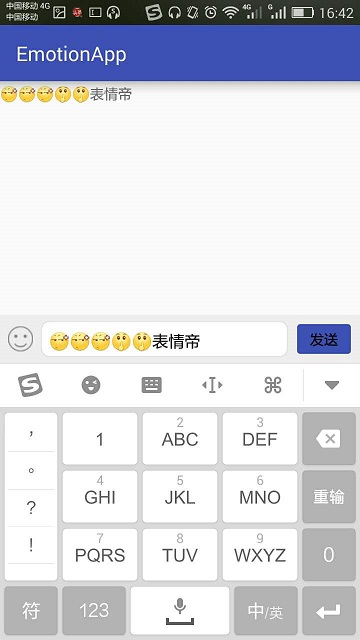 中国移动 4G
中国移动
4G
G
16:42
EmotionApp
表情帝
表情帝
发送
，
1
2
ABC
3
DEF
。
4
GHI
5
JKL
6
MNO
重输
?
!
7
PQRS
8
TUV
9
WXYZ
0
符
123
中/英